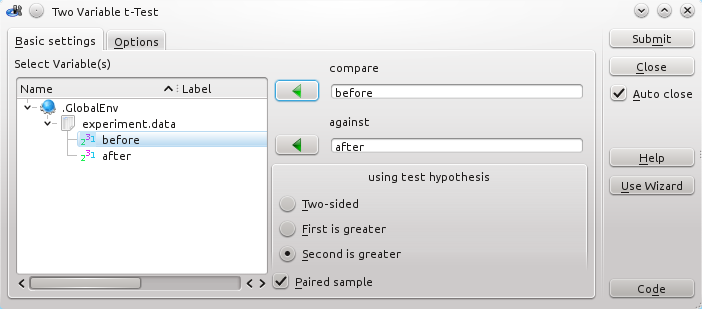 Two Variable t-Test
Basic settings
Options
Select Variable(s)
Name
Label
.GlobalEnv
experiment.data
before
after
compare
before
against
after
using test hypothesis
Two-sided
First is greater
Second is greater
Paired sample
Submit
Close
Auto close
Help
Use Wizard
Code